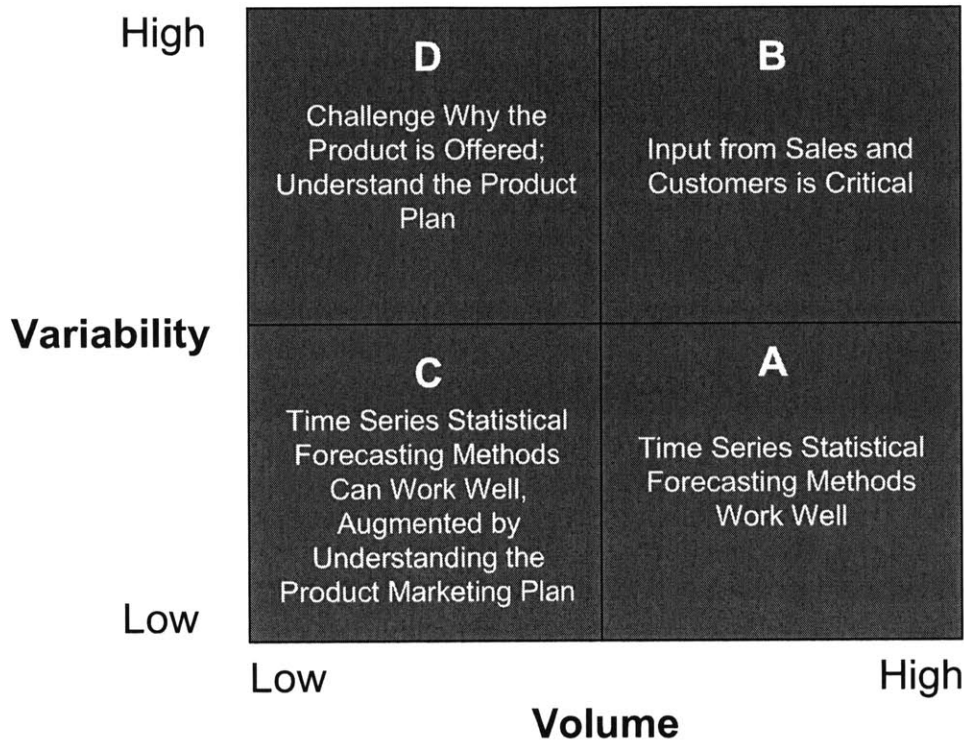 High
D
Challenge Why the
Product is Offered;
Understand the Product
Plan
B
Input from Sales and
Customers is Critical
Variability
C
Time Series Statistical
Forecasting Methods
Can Work Well,
Augmented by
Understanding the
Product Marketing Plan
A
Time Series Statistical
Forecasting Methods
Work Well
Low
Low
High
Volume